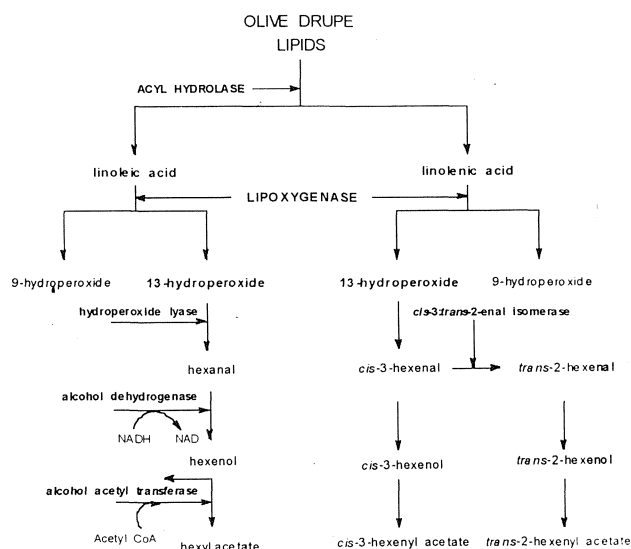 OLIVE DRUPE
LIPIDS
ACYL HYDROLASE
linoleic acid
linolenic acid
LIPOXYGENASE
9-hydroperoxide
13-hydroperoxide
13-hydroperoxide
9-hydroperoxide
hydroperoxide lyase
cis-3:trans-2-enal isomerase
hexanal
cis-3-hexenal
trans-2-hexenal
alcohol dehydrogenase
NADH
NAD
hexenol
cis-3-hexenol
trans-2-hexenol
alcohol acetyl transferase
Acetyl CoA
hexyl acetate
cis-3-hexenyl acetate
trans-2-hexenyl acetate